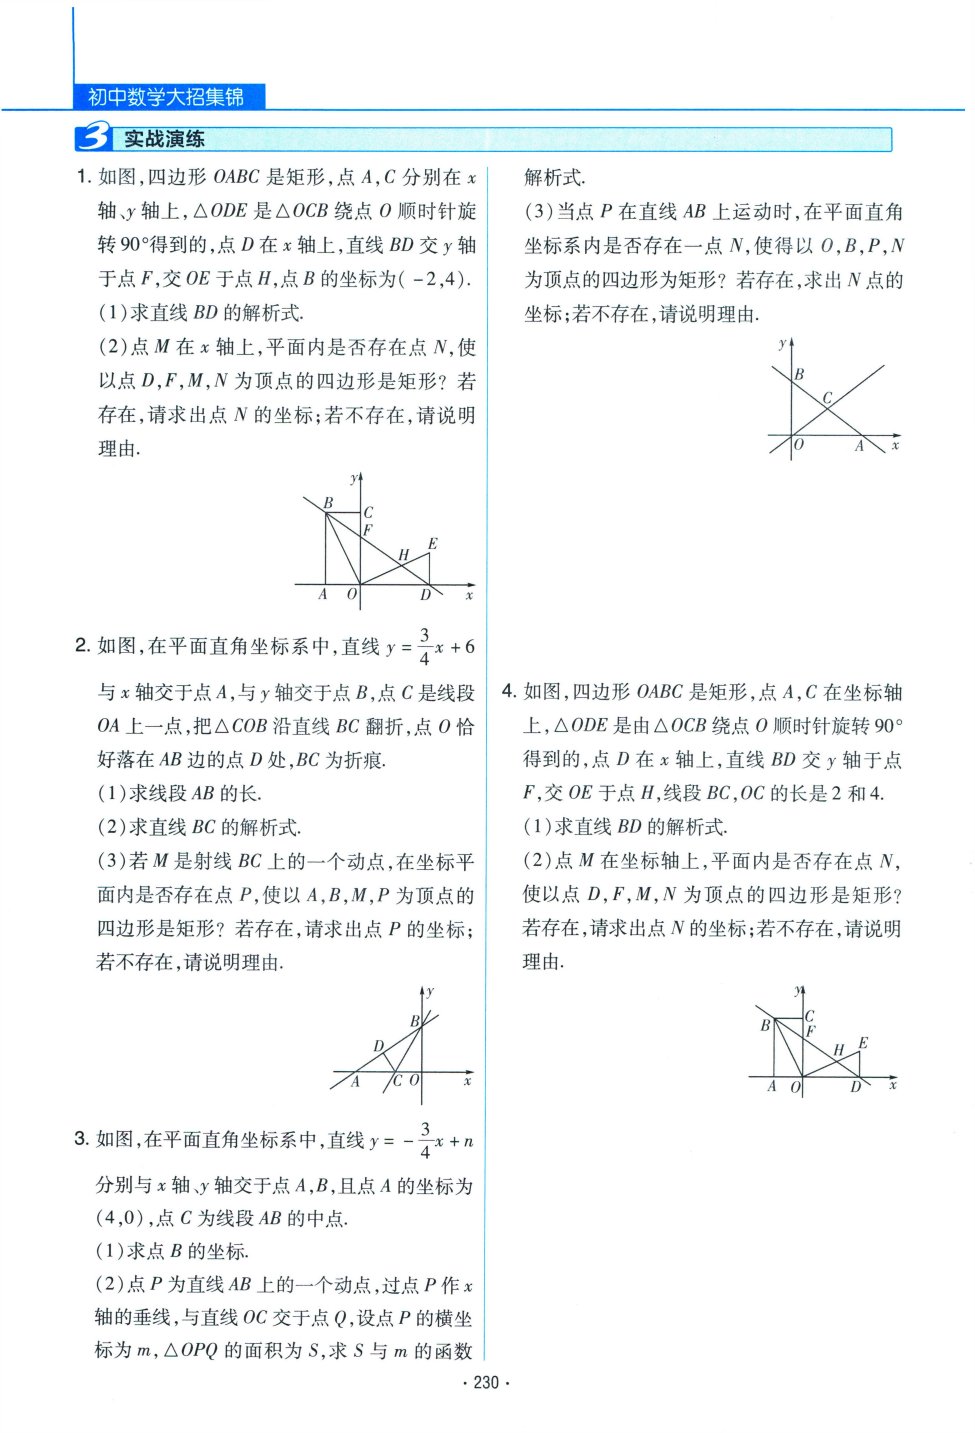 初中数学大招集锦
3 实战演练
1. 如图,四边形 OABC 是矩形,点 A,C 分别在 x
轴、y 轴上,△ODE 是△OCB 绕点 O 顺时针旋
转90°得到的,点 D 在 x 轴上,直线 BD 交 y 轴
于点 F,交 OE 于点 H,点 B 的坐标为(-2,4).
(1)求直线 BD 的解析式.
(2)点 M 在 x 轴上,平面内是否存在点 N,使
以点 D,F,M,N 为顶点的四边形是矩形? 若
存在,请求出点 N 的坐标;若不存在,请说明
理由.
y
B
C
F
E
H
A O D x
2. 如图,在平面直角坐标系中,直线 y = 3/4 x + 6
与 x 轴交于点 A,与 y 轴交于点 B,点 C 是线段
OA 上一点,把△COB 沿直线 BC 翻折,点 O 恰
好落在 AB 边的点 D 处,BC 为折痕.
(1)求线段 AB 的长.
(2)求直线 BC 的解析式.
(3)若 M 是射线 BC 上的一个动点,在坐标平
面内是否存在点 P,使以 A,B,M,P 为顶点的
四边形是矩形? 若存在,请求出点 P 的坐标;
若不存在,请说明理由.
y
B
D
A C O x
3. 如图,在平面直角坐标系中,直线 y = - 3/4 x + n
分别与 x 轴、y 轴交于点 A,B,且点 A 的坐标为
(4,0),点 C 为线段 AB 的中点.
(1)求点 B 的坐标.
(2)点 P 为直线 AB 上的一个动点,过点 P 作 x
轴的垂线,与直线 OC 交于点 Q,设点 P 的横坐
标为 m,△OPQ 的面积为 S,求 S 与 m 的函数
解析式.
(3)当点 P 在直线 AB 上运动时,在平面直角
坐标系内是否存在一点 N,使得以 O,B,P,N
为顶点的四边形为矩形? 若存在,求出 N 点的
坐标;若不存在,请说明理由.
y
B
C
O A x
4. 如图,四边形 OABC 是矩形,点 A,C 在坐标轴
上,△ODE 是由△OCB 绕点 O 顺时针旋转 90°
得到的,点 D 在 x 轴上,直线 BD 交 y 轴于点
F,交 OE 于点 H,线段 BC,OC 的长是 2 和 4.
(1)求直线 BD 的解析式.
(2)点 M 在坐标轴上,平面内是否存在点 N,
使以点 D,F,M,N 为顶点的四边形是矩形?
若存在,请求出点 N 的坐标;若不存在,请说明
理由.
y
B
C
F
E
H
A O D x
· 230 ·